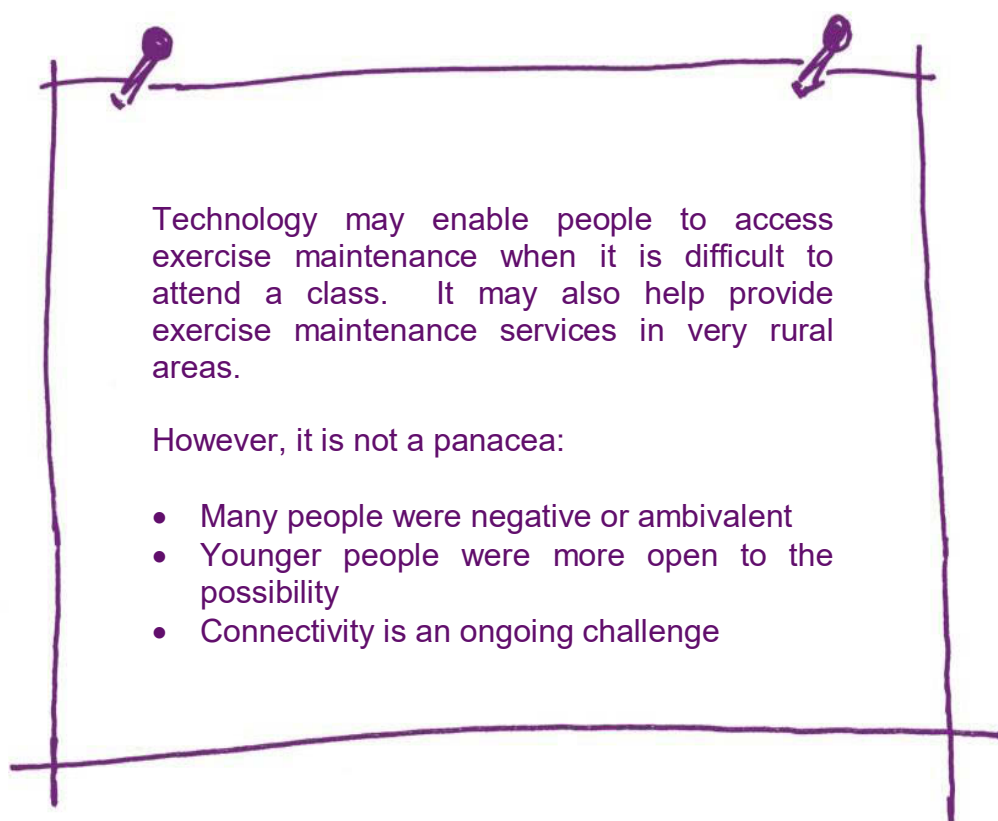 Technology may enable people to access
exercise maintenance when it is difficult to
attend a class. It may also help provide
exercise maintenance services in very rural
areas.
However, it is not a panacea:
• Many people were negative or ambivalent
• Younger people were more open to the
possibility
• Connectivity is an ongoing challenge